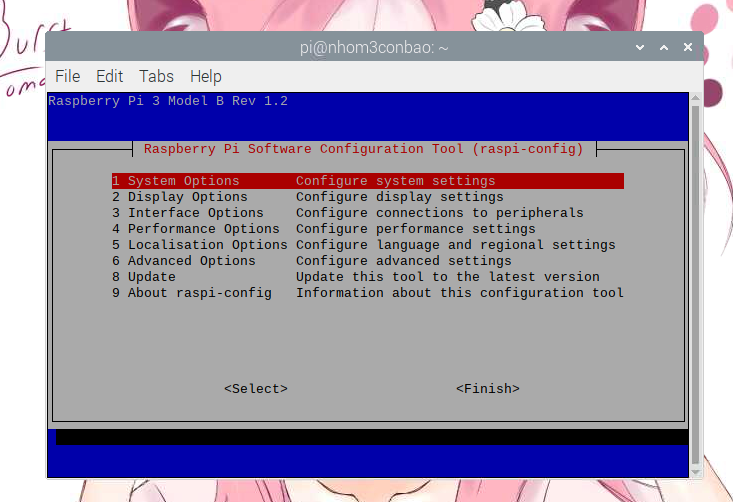 Burst
pi@nhom3conbao: ~
File Edit Tabs Help
Raspberry Pi 3 Model B Rev 1.2
Raspberry Pi Software Configuration Tool (raspi-config)
1 System Options Configure system settings
2 Display Options Configure display settings
3 Interface Options Configure connections to peripherals
4 Performance Options Configure performance settings
5 Localisation Options Configure language and regional settings
6 Advanced Options Configure advanced settings
8 Update Update this tool to the latest version
9 About raspi-config Information about this configuration tool
<Select> <Finish>